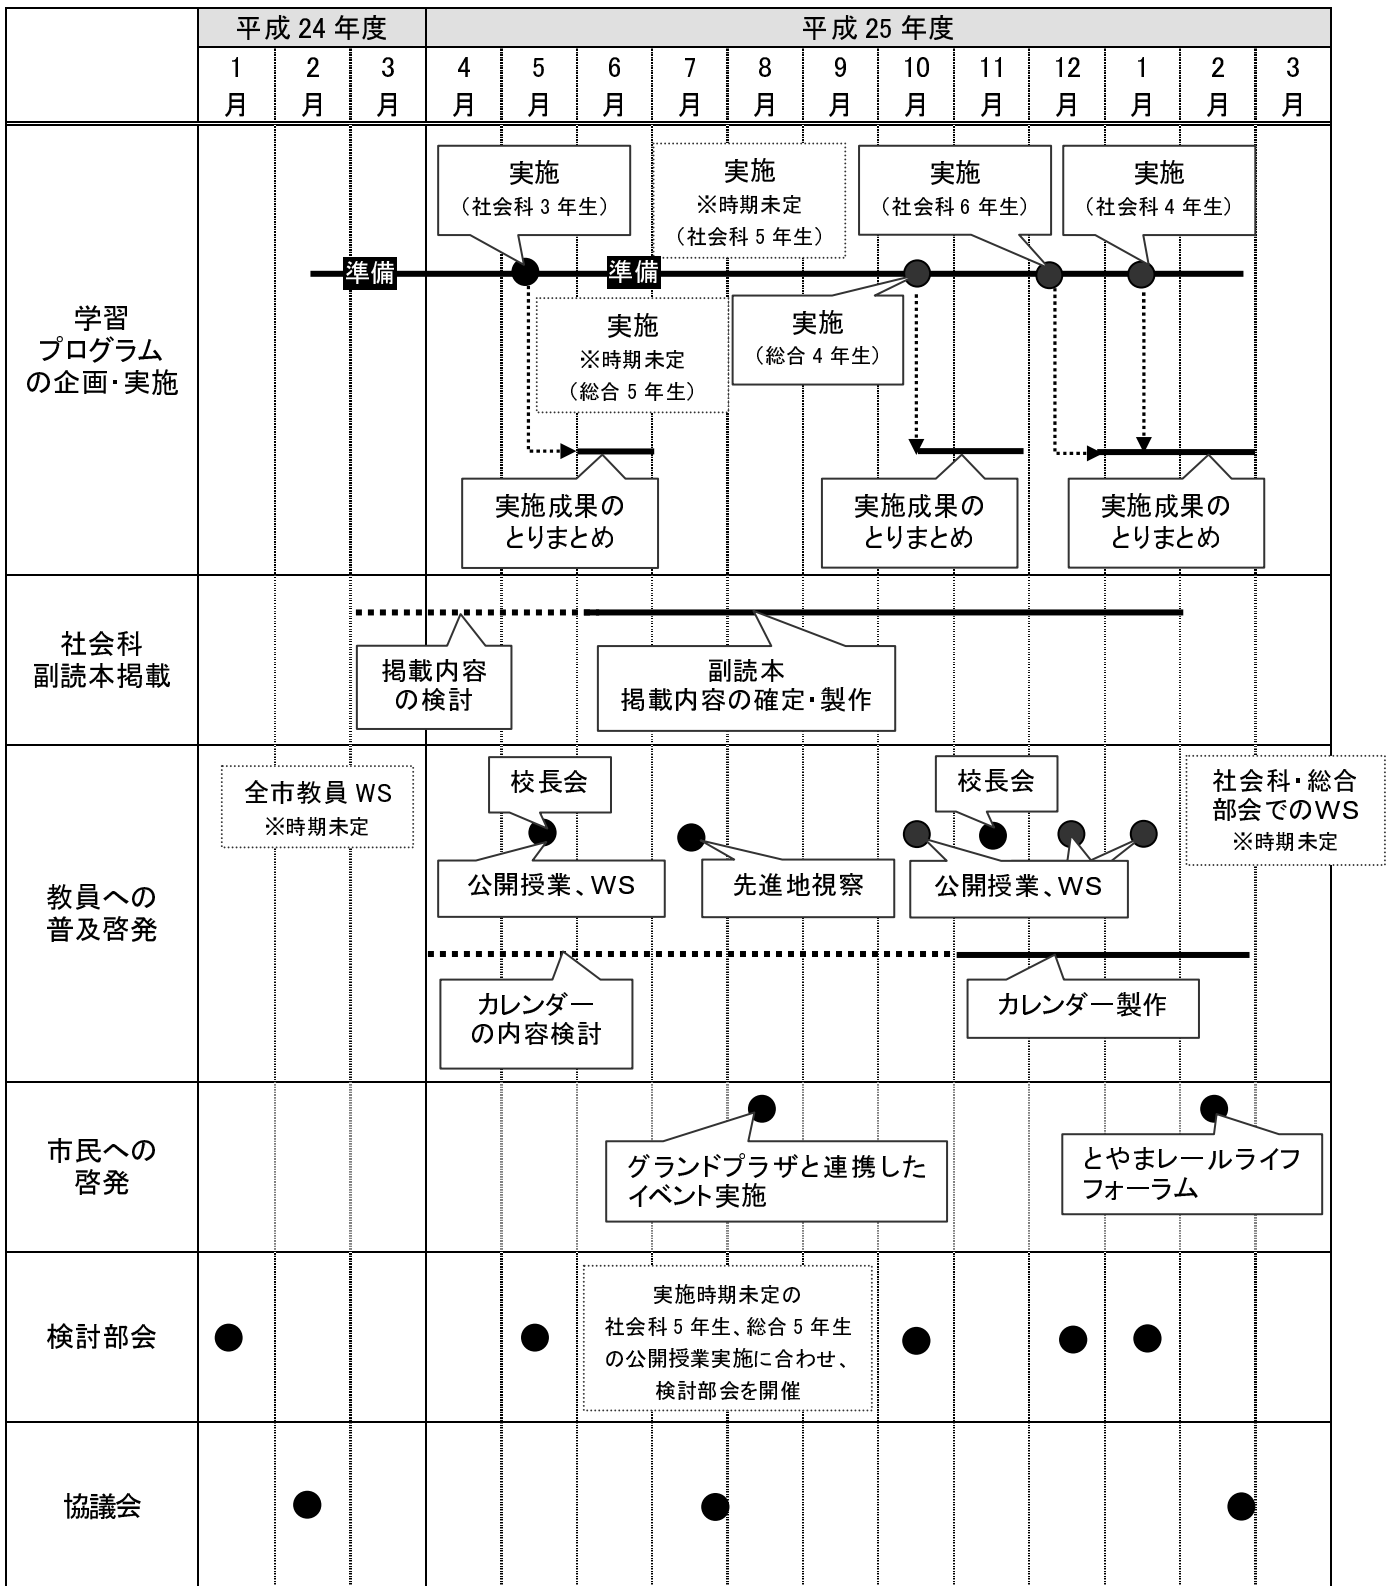 平成 24 年度
平成 25 年度
1月
2月
3月
4月
5月
6月
7月
8月
9月
10月
11月
12月
1月
2月
3月
学習
プログラム
の企画・実施
実施
（社会科 3 年生）
実施
※時期未定
（社会科 5 年生）
実施
（社会科 6 年生）
実施
（社会科 4 年生）
準備
準備
実施
※時期未定
（総合 5 年生）
実施
（総合 4 年生）
実施成果の
とりまとめ
実施成果の
とりまとめ
実施成果の
とりまとめ
社会科
副読本掲載
掲載内容
の検討
副読本
掲載内容の確定・製作
教員への
普及啓発
全市教員 WS
※時期未定
校長会
校長会
社会科・総合
部会でのＷＳ
※時期未定
公開授業、ＷＳ
先進地視察
公開授業、ＷＳ
カレンダー
の内容検討
カレンダー製作
市民への
啓発
グランドプラザと連携した
イベント実施
とやまレールライフ
フォーラム
検討部会
実施時期未定の
社会科 5 年生、総合 5 年生
の公開授業実施に合わせ、
検討部会を開催
協議会